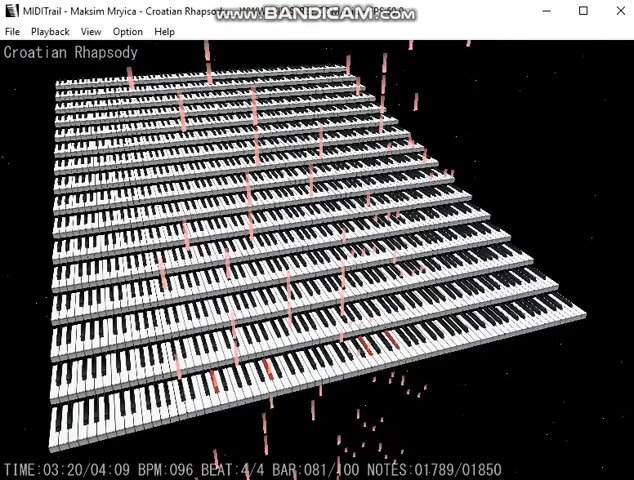 MIDITrail - Maksim Mryica - Croatian Rhapsody
www.BANDICAM.com
File Playback View Option Help
Croatian Rhapsody
TIME:03:20/04:09 BPM:096 BEAT:4/4 BAR:081/100 NOTES:01789/01850